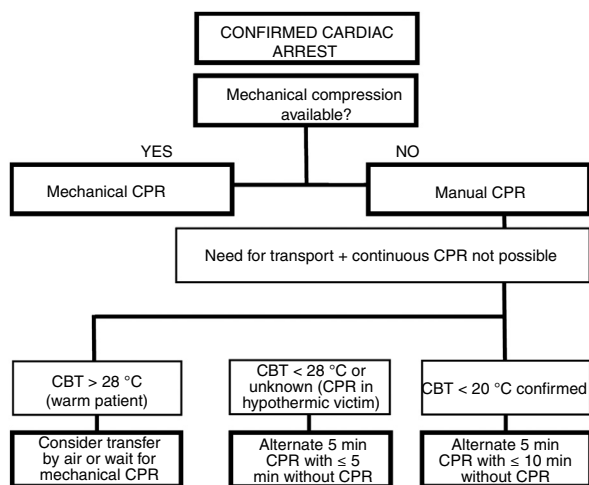 CONFIRMED CARDIAC
ARREST
Mechanical compression
available?
YES
NO
Mechanical CPR
Manual CPR
Need for transport + continuous CPR not possible
CBT > 28 °C
(warm patient)
CBT < 28 °C or
unknown (CPR in
hypothermic victim)
CBT < 20 °C confirmed
Consider transfer
by air or wait for
mechanical CPR
Alternate 5 min
CPR with ≤ 5
min without CPR
Alternate 5 min
CPR with ≤ 10 min
without CPR